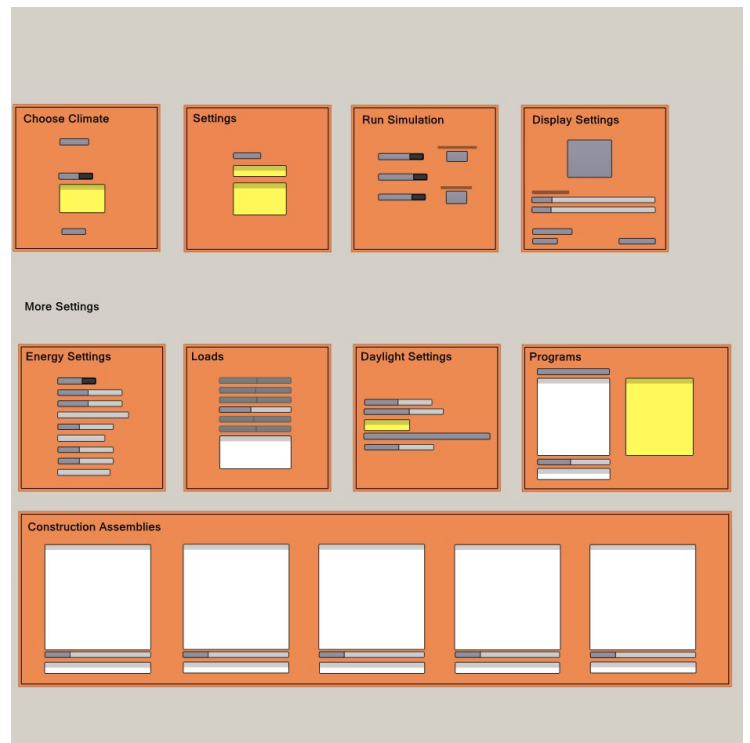 Choose Climate
Settings
Run Simulation
Display Settings
More Settings
Energy Settings
Loads
Daylight Settings
Programs
Construction Assemblies